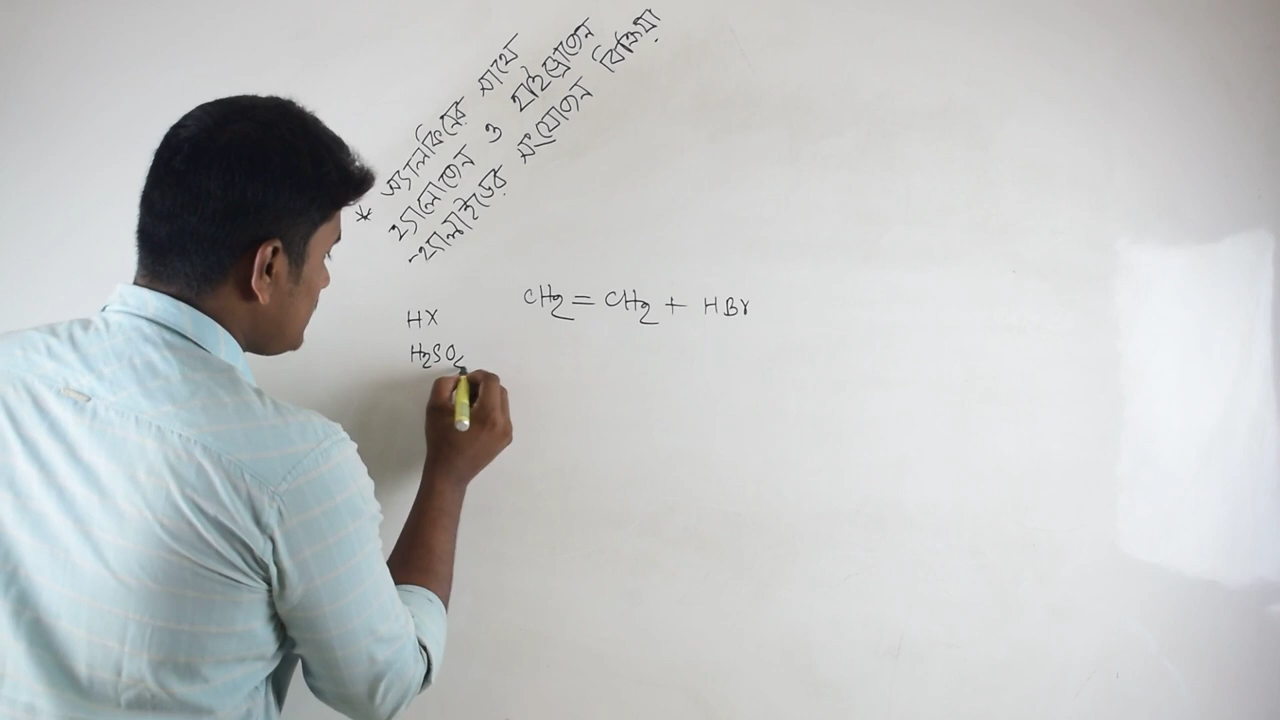 * অ্যালকিনের সাথে
হ্যালোজেন ও হাইড্রোজেন
হ্যালাইডের সংযোজন বিক্রিয়া
CH2 = CH2 + HBr
HX
H2SO4